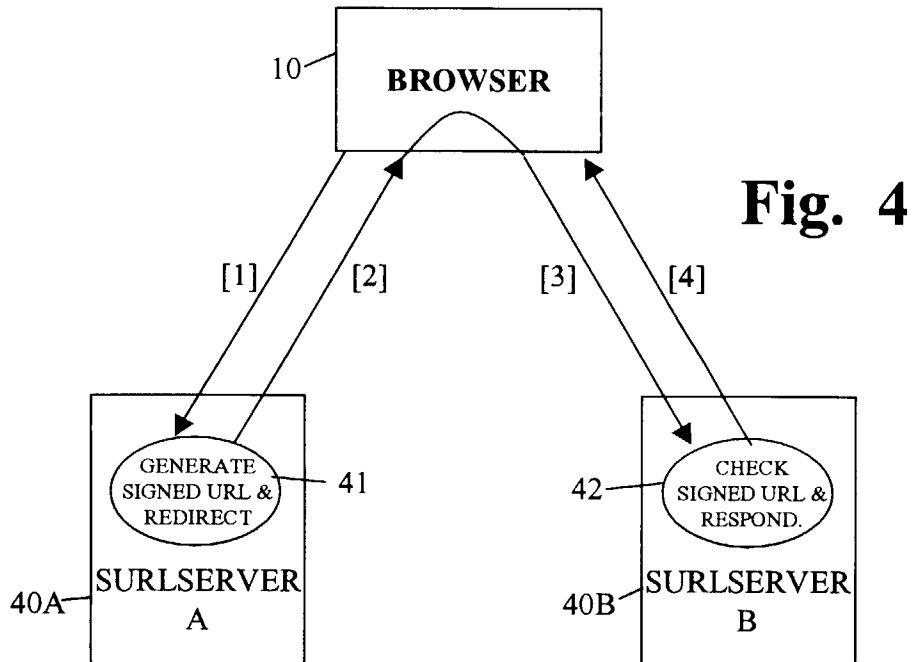 10
BROWSER
Fig. 4
[1]
[2]
[3]
[4]
GENERATE
SIGNED URL &
REDIRECT
41
SURLSERVER
A
40A
42
CHECK
SIGNED URL &
RESPOND.
40B
SURLSERVER
B